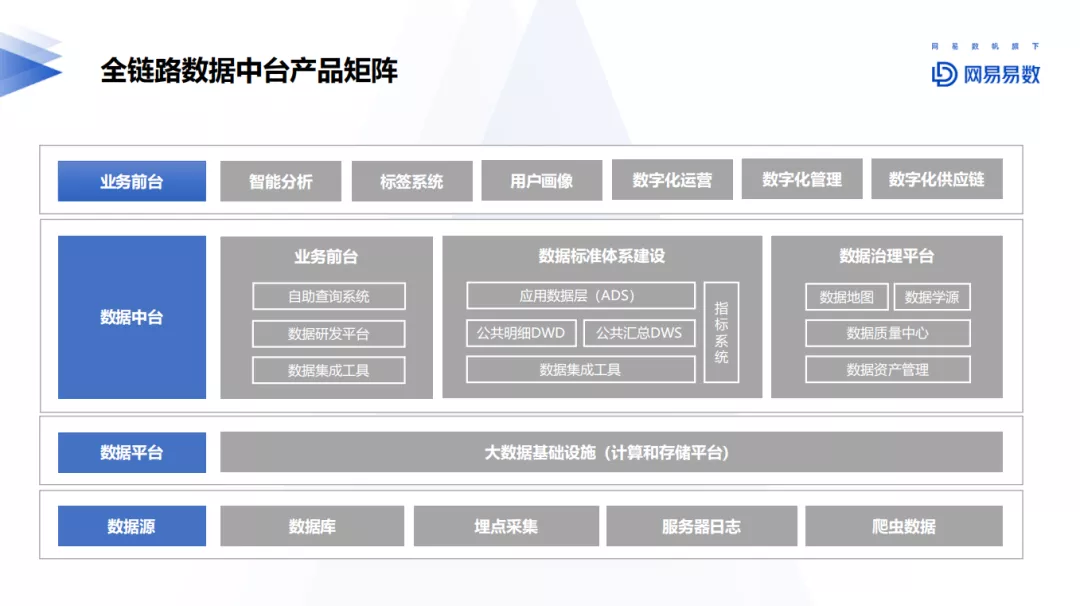 全链路数据中台产品矩阵
网易数帆旗下
网易易数
业务前台
智能分析
标签系统
用户画像
数字化运营
数字化管理
数字化供应链
数据中台
业务前台
自助查询系统
数据研发平台
数据集成工具
数据标准体系建设
应用数据层（ADS）
公共明细DWD
公共汇总DWS
数据集成工具
指标系统
数据治理平台
数据地图
数据学源
数据质量中心
数据资产管理
数据平台
大数据基础设施（计算和存储平台）
数据源
数据库
埋点采集
服务器日志
爬虫数据